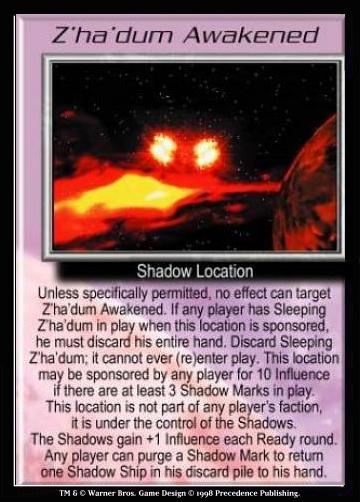 Z'ha'dum Awakened
Shadow Location
Unless specifically permitted, no effect can target
Z'ha'dum Awakened. If any player has Sleeping
Z'ha'dum in play when this location is sponsored,
he must discard his entire hand. Discard Sleeping
Z'ha'dum; it cannot ever (re)enter play. This location
may be sponsored by any player for 10 Influence
if there are at least 3 Shadow Marks in play.
This location is not part of any player's faction,
it is under the control of the Shadows.
The Shadows gain +1 Influence each Ready round.
Any player can purge a Shadow Mark to return
one Shadow Ship in his discard pile to his hand.
TM & © Warner Bros. Game Design © 1998 Precedence Publishing.